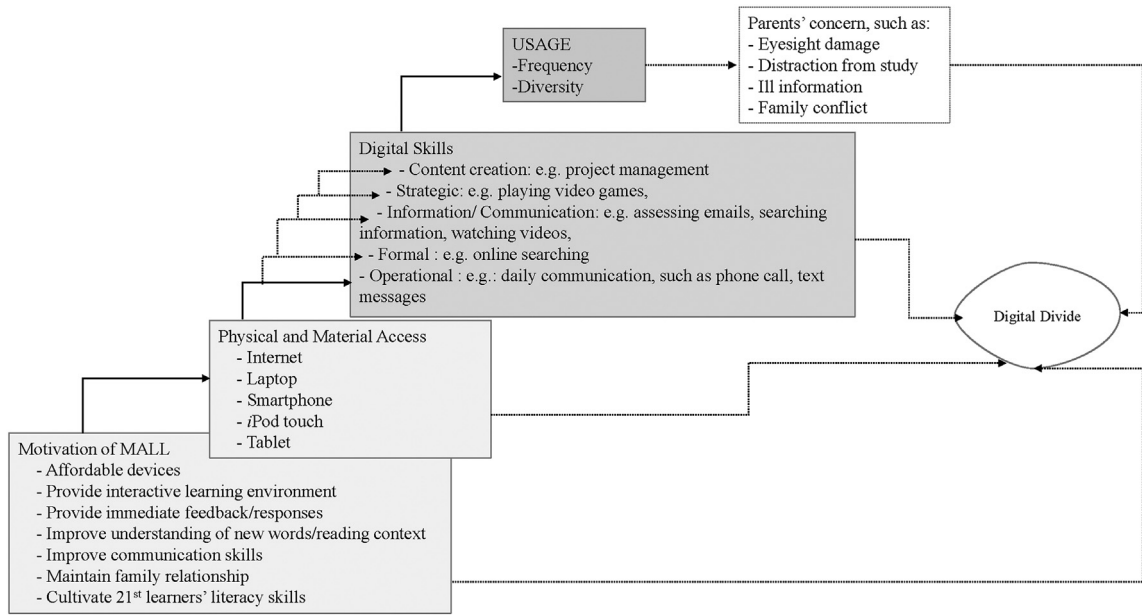 USAGE
-Frequency
-Diversity
Parents' concern, such as:
- Eyesight damage
- Distraction from study
- Ill information
- Family conflict
Digital Skills
- Content creation: e.g. project management
- Strategic: e.g. playing video games,
- Information/ Communication: e.g. assessing emails, searching
information, watching videos,
- Formal : e.g. online searching
- Operational : e.g.: daily communication, such as phone call, text
messages
Digital Divide
Physical and Material Access
- Internet
- Laptop
- Smartphone
- iPod touch
- Tablet
Motivation of MALL
- Affordable devices
- Provide interactive learning environment
- Provide immediate feedback/responses
- Improve understanding of new words/reading context
- Improve communication skills
- Maintain family relationship
- Cultivate 21st learners' literacy skills